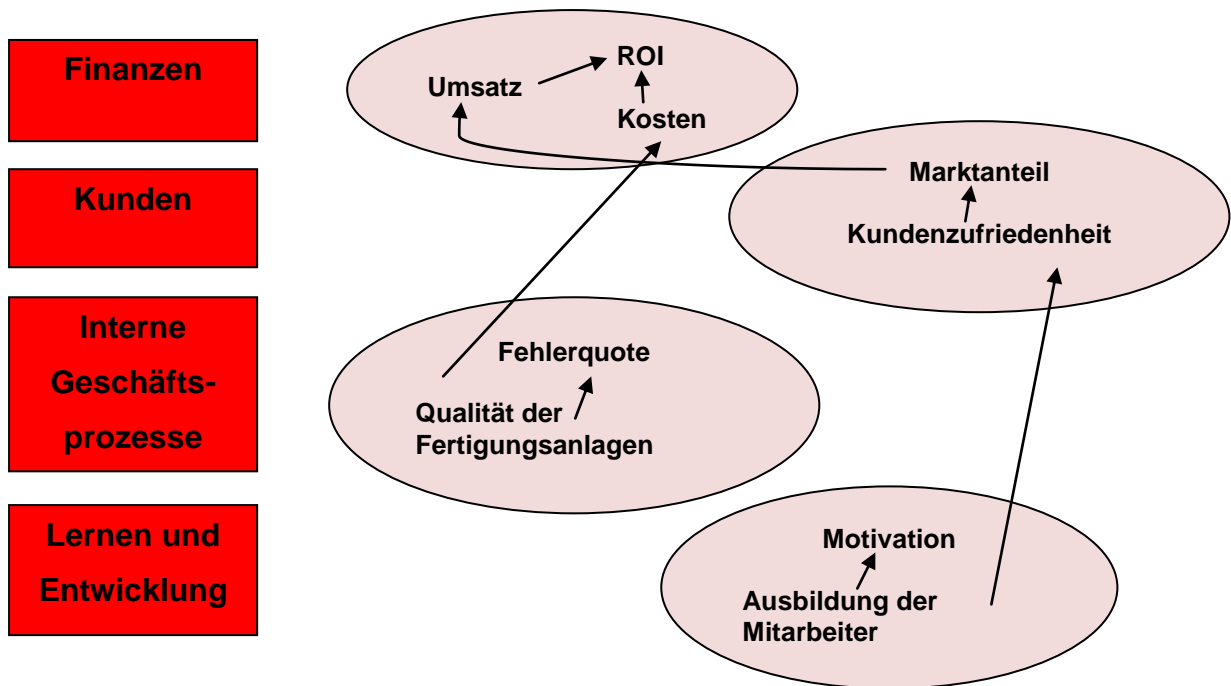 Finanzen
ROI
Umsatz
Kosten
Kunden
Marktanteil
Kundenzufriedenheit
Interne
Geschäfts-
prozesse
Fehlerquote
Qualität der
Fertigungsanlagen
Lernen und
Entwicklung
Motivation
Ausbildung der
Mitarbeiter